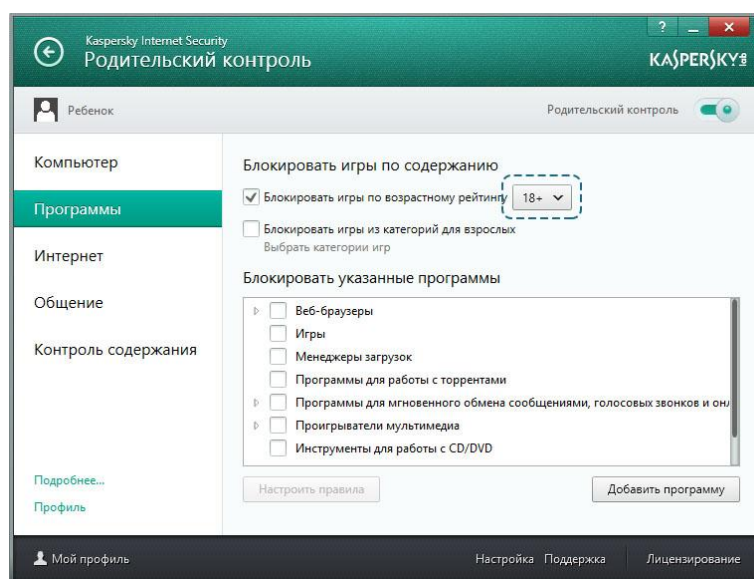 Kaspersky Internet Security
Родительский контроль
KASPERSKY
Ребенок
Родительский контроль
Компьютер
Программы
Интернет
Общение
Контроль содержания
Подробнее...
Профиль
Блокировать игры по содержанию
Блокировать игры по возрастному рейтингу 18+
Блокировать игры из категорий для взрослых
Выбрать категории игр
Блокировать указанные программы
Веб-браузеры
Игры
Менеджеры загрузок
Программы для работы с торрентами
Программы для мгновенного обмена сообщениями, голосовых звонков и
Проигрыватели мультимедиа
Инструменты для работы с CD/DVD
Настроить правила
Добавить программу
Мой профиль
Настройка Поддержка Лицензирование